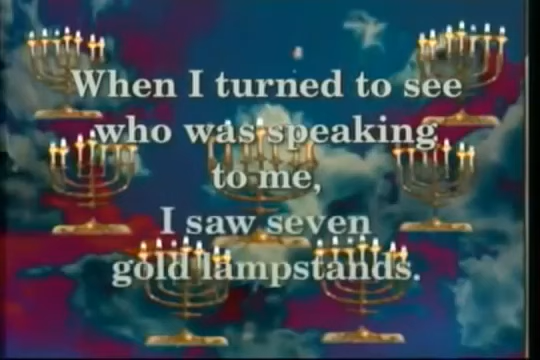 When I turned to see
who was speaking
to me,
I saw seven
gold lampstands.